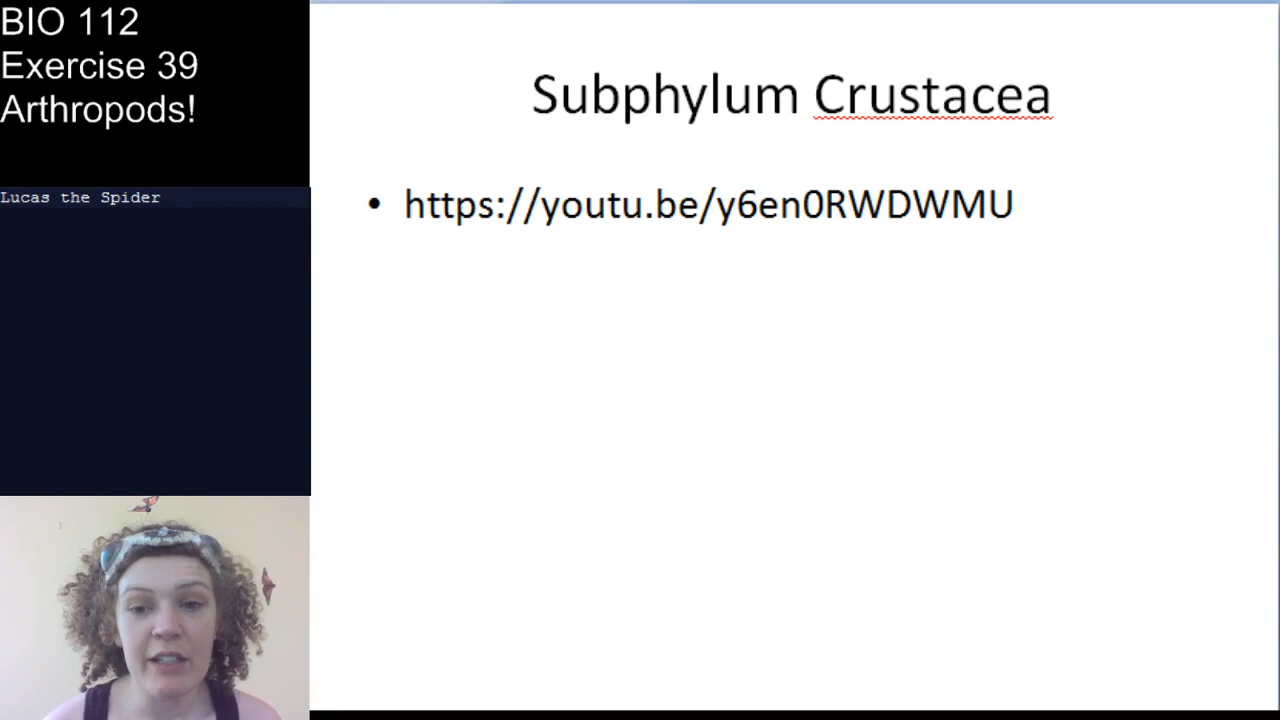 BIO 112
Exercise 39
Arthropods!
Lucas the Spider
Subphylum Crustacea
• https://youtu.be/y6en0RWDWMU